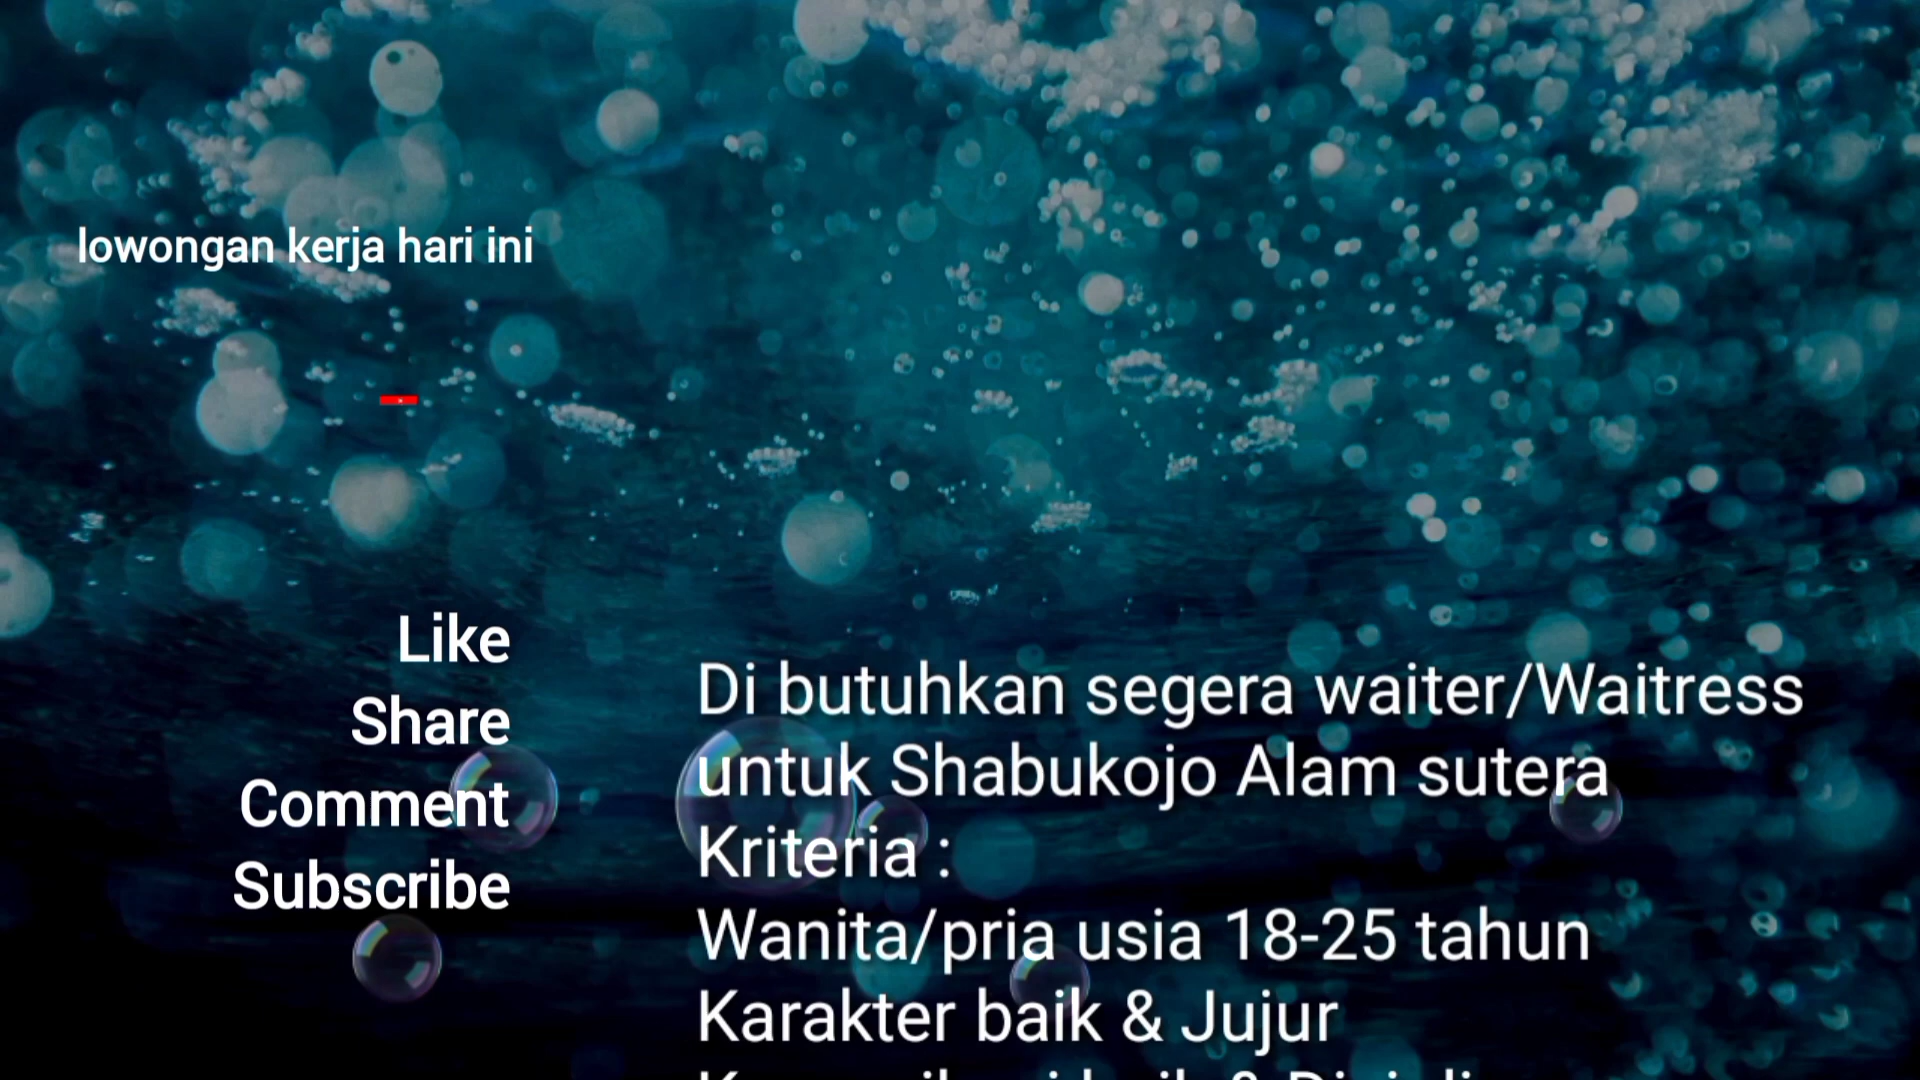 lowongan kerja hari ini
Like
Share
Comment
Subscribe
Di butuhkan segera waiter/Waitress
untuk Shabukojo Alam sutera
Kriteria :
Wanita/pria usia 18-25 tahun
Karakter baik & Jujur